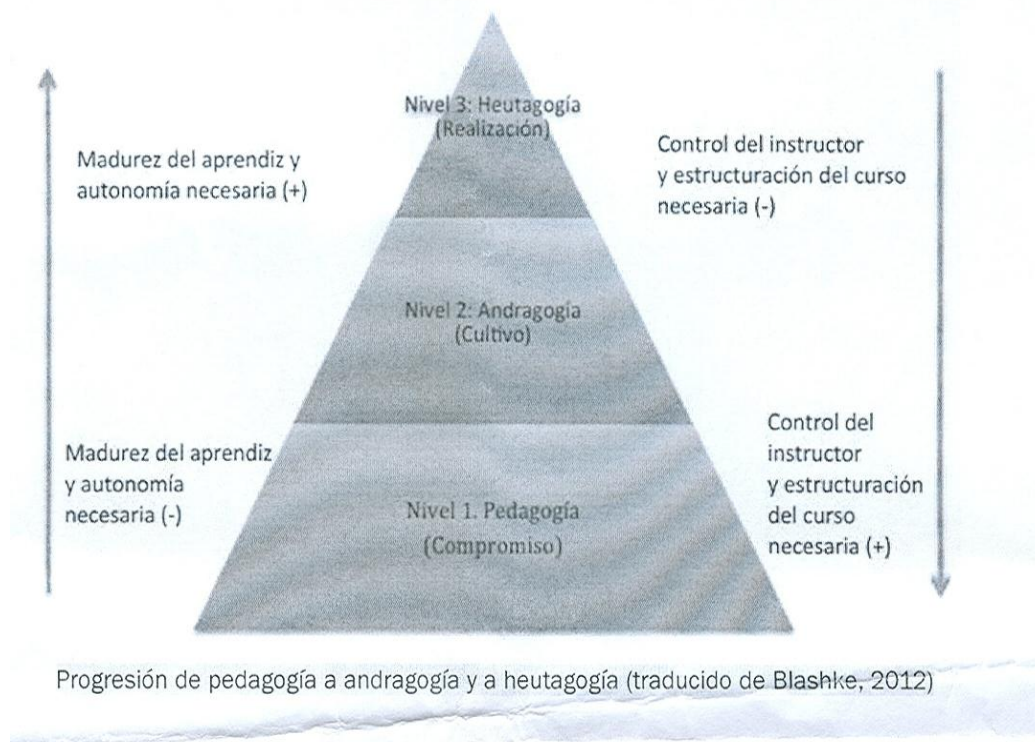 Nivel 3: Heutagogía
(Realización)
Madurez del aprendiz y
autonomía necesaria (+)
Control del instructor
y estructuración del curso
necesaria (-)
Nivel 2: Andragogía
(Cultivo)
Madurez del aprendiz
y autonomía
necesaria (-)
Control del
instructor
y estructuración
del curso
necesaria (+)
Nivel 1. Pedagogía
(Compromiso)
Progresión de pedagogía a andragogía y a heutagogía (traducido de Blashke, 2012)